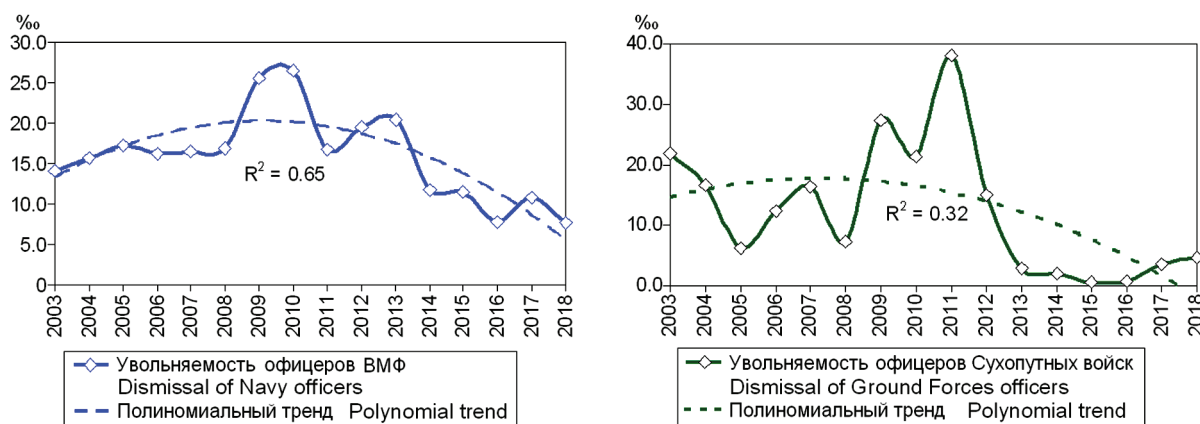 ‰
30.0
25.0
20.0
15.0
10.0
5.0
0
R² = 0.65
2003 2004 2005 2006 2007 2008 2009 2010 2011 2012 2013 2014 2015 2016 2017 2018
Увольняемость офицеров ВМФ
Dismissal of Navy officers
Полиномиальный тренд Polynomial trend
‰
40.0
30.0
20.0
10.0
0.0
R² = 0.32
2003 2004 2005 2006 2007 2008 2009 2010 2011 2012 2013 2014 2015 2016 2017 2018
Увольняемость офицеров Сухопутных войск
Dismissal of Ground Forces officers
Полиномиальный тренд Polynomial trend